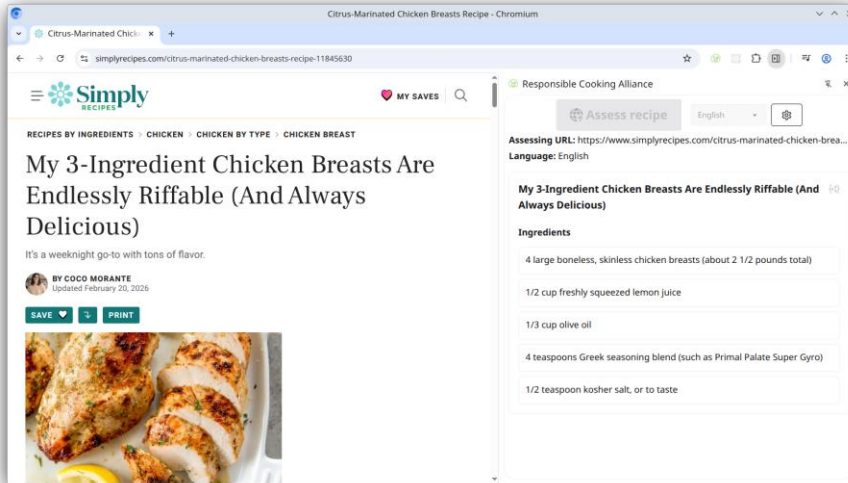 Citrus-Marinated Chicken Breasts Recipe - Chromium
Citrus-Marinated Chick
simplyrecipes.com/citrus-marinated-chicken-breasts-recipe-11845630
Simply
RECIPES
MY SAVES
RECIPES BY INGREDIENTS > CHICKEN > CHICKEN BY TYPE > CHICKEN BREAST
My 3-Ingredient Chicken Breasts Are
Endlessly Riffable (And Always
Delicious)
It's a weeknight go-to with tons of flavor.
BY COCO MORANTE
Updated February 20, 2026
SAVE
PRINT
Responsible Cooking Alliance
Assess recipe
English
Assessing URL: https://www.simplyrecipes.com/citrus-marinated-chicken-brea...
Language: English
My 3-Ingredient Chicken Breasts Are Endlessly Riffable (And
Always Delicious)
Ingredients
4 large boneless, skinless chicken breasts (about 2 1/2 pounds total)
1/2 cup freshly squeezed lemon juice
1/3 cup olive oil
4 teaspoons Greek seasoning blend (such as Primal Palate Super Gyro)
1/2 teaspoon kosher salt, or to taste